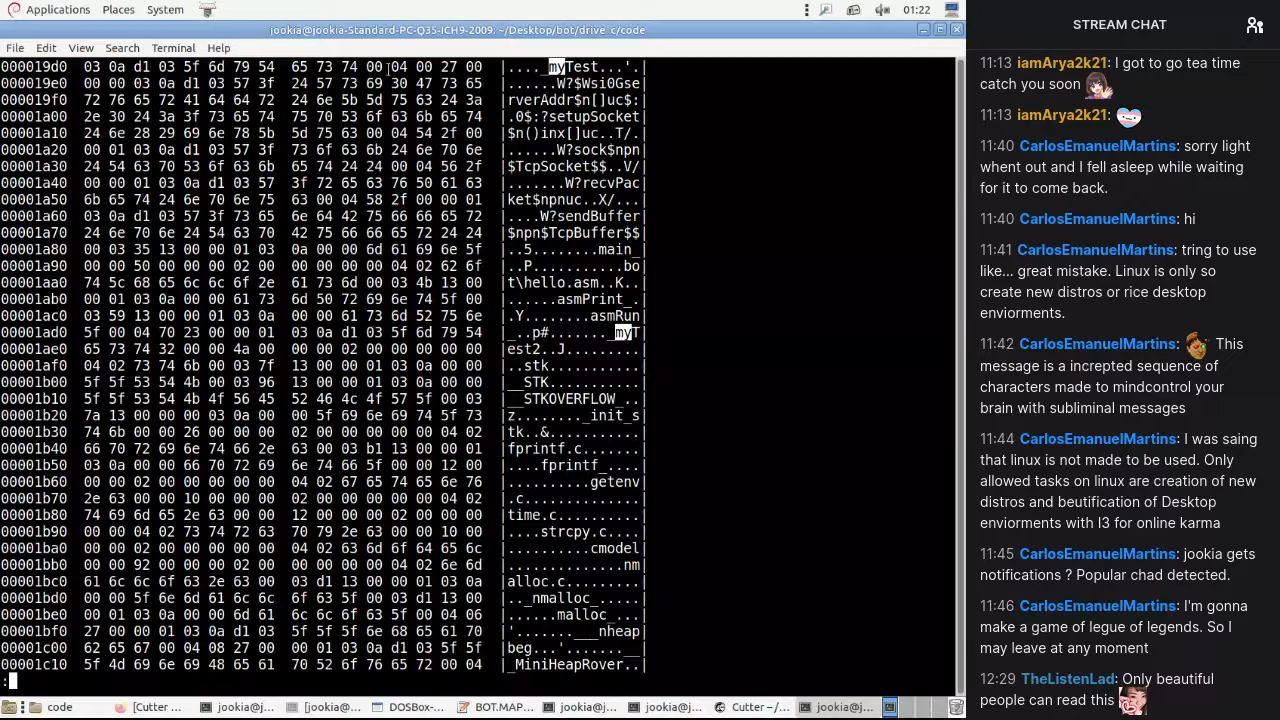 Applications Places System 01:22
jookia@jookia-Standard-PC-Q35-ICH9-2009: ~/Desktop/bot/drive_c/code
File Edit View Search Terminal Help
000019d0 03 0a d1 03 5f 6d 79 54 65 73 74 00 04 00 27 00 |...._myTest...'.|
000019e0 00 00 01 03 0a d1 03 57 3f 24 57 73 69 30 47 73 65 |.......W?$Wsi0Gse|
000019f0 72 76 65 72 41 64 64 72 24 6e 5b 5d 75 63 24 3a |rverAddr$n[]uc$:|
00001a00 2e 30 24 3a 3f 73 65 74 75 70 53 6f 63 6b 65 74 |.0$:?setupSocket|
00001a10 24 6e 28 29 69 6e 78 5b 5d 75 63 00 04 54 2f 00 |$n()inx[]uc..T/.|
00001a20 00 01 03 0a d1 03 57 3f 73 6f 63 6b 24 6e 70 6e |......W?sock$npn|
00001a30 24 54 63 70 53 6f 63 6b 65 74 24 24 00 04 56 2f |$TcpSocket$$..V/|
00001a40 00 00 01 03 0a d1 03 57 3f 72 65 63 76 50 61 63 |.......W?recvPac|
00001a50 6b 65 74 24 6e 70 6e 75 63 00 04 58 2f 00 00 01 |ket$npnuc..X/...|
00001a60 03 0a d1 03 57 3f 73 65 6e 64 42 75 66 66 65 72 |....W?sendBuffer|
00001a70 24 6e 70 6e 24 54 63 70 42 75 66 66 65 72 24 24 |$npn$TcpBuffer$$|
00001a80 00 03 35 13 00 00 01 03 0a 00 00 6d 61 69 6e 5f |..5........main_|
00001a90 00 00 50 00 00 00 02 00 00 00 00 00 04 02 62 6f |..P...........bo|
00001aa0 74 5c 68 65 6c 6c 6f 2e 61 73 6d 00 03 4b 13 00 |t\hello.asm..K..|
00001ab0 00 01 03 0a 00 00 61 73 6d 50 72 69 6e 74 5f 00 |......asmPrint_.|
00001ac0 03 59 13 00 00 01 03 0a 00 00 61 73 6d 52 75 6e |.Y........asmRun|
00001ad0 5f 00 04 70 23 00 00 01 03 0a d1 03 5f 6d 79 54 |_..p#......._myT|
00001ae0 65 73 74 32 00 00 4a 00 00 00 02 00 00 00 00 00 |est2..J.........|
00001af0 04 02 73 74 6b 00 03 7f 13 00 00 01 03 0a 00 00 |..stk...........|
00001b00 5f 5f 53 54 4b 00 03 96 13 00 00 01 03 0a 00 00 |__STK...........|
00001b10 5f 5f 53 54 4b 4f 56 45 52 46 4c 4f 57 5f 00 03 |__STKOVERFLOW_..|
00001b20 7a 13 00 00 00 03 0a 00 00 5f 69 6e 69 74 5f 73 |z........_init_s|
00001b30 74 6b 00 00 26 00 00 00 02 00 00 00 00 00 04 02 |tk..&...........|
00001b40 66 70 72 69 6e 74 66 2e 63 00 03 b1 13 00 00 01 |fprintf.c.......|
00001b50 03 0a 00 00 66 70 72 69 6e 74 66 5f 00 00 12 00 |....fprintf_....|
00001b60 00 00 02 00 00 00 00 00 04 02 67 65 74 65 6e 76 |..........getenv|
00001b70 2e 63 00 00 10 00 00 00 02 00 00 00 00 00 04 02 |.c..............|
00001b80 74 69 6d 65 2e 63 00 00 12 00 00 00 02 00 00 00 |time.c..........|
00001b90 00 00 04 02 73 74 72 63 70 79 2e 63 00 00 10 00 |....strcpy.c....|
00001ba0 00 00 02 00 00 00 00 00 04 02 63 6d 6f 64 65 6c |..........cmodel|
00001bb0 00 00 92 00 00 00 02 00 00 00 00 00 04 02 6e 6d |..............nm|
00001bc0 61 6c 6c 6f 63 2e 63 00 03 d1 13 00 00 01 03 0a |alloc.c.........|
00001bd0 00 00 5f 6e 6d 61 6c 6c 6f 63 5f 00 03 d1 13 00 |.._nmalloc_.....|
00001be0 00 01 03 0a 00 00 6d 61 6c 6c 6f 63 5f 00 04 06 |......malloc_...|
00001bf0 27 00 00 01 03 0a d1 03 5f 5f 5f 6e 68 65 61 70 |'.......___nheap|
00001c00 62 65 67 00 04 08 27 00 00 01 03 0a d1 03 5f 5f |beg...'.......__|
00001c10 5f 4d 69 6e 69 48 65 61 70 52 6f 76 65 72 00 04 |_MiniHeapRover..|
:
code [Cutter ... jookia@j... [jookia@... DOSBox-... BOT.MAP... jookia@j... jookia@j... Cutter –/... jookia@j...
STREAM CHAT
11:13 iamArya2k21: I got to go tea time
catch you soon
11:13 iamArya2k21:
11:40 CarlosEmanuelMartins: sorry light
whent out and I fell asleep while waiting
for it to come back.
11:40 CarlosEmanuelMartins: hi
11:41 CarlosEmanuelMartins: tring to use
like... great mistake. Linux is only so
create new distros or rice desktop
enviorments.
11:42 CarlosEmanuelMartins: This
message is a increpted sequence of
characters made to mindcontrol your
brain with subliminal messages
11:44 CarlosEmanuelMartins: I was saing
that linux is not made to be used. Only
allowed tasks on linux are creation of new
distros and beutification of Desktop
enviorments with I3 for online karma
11:45 CarlosEmanuelMartins: jookia gets
notifications ? Popular chad detected.
11:46 CarlosEmanuelMartins: I'm gonna
make a game of legue of legends. So I
may leave at any moment
12:29 TheListenLad: Only beautiful
people can read this